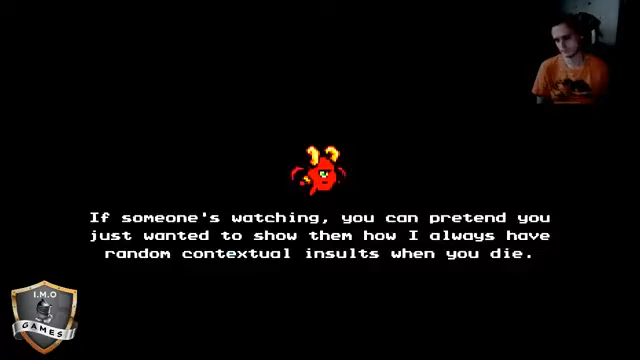 If someone's watching, you can pretend you
just wanted to show them how I always have
random contextual insults when you die.
I.M.O
GAMES